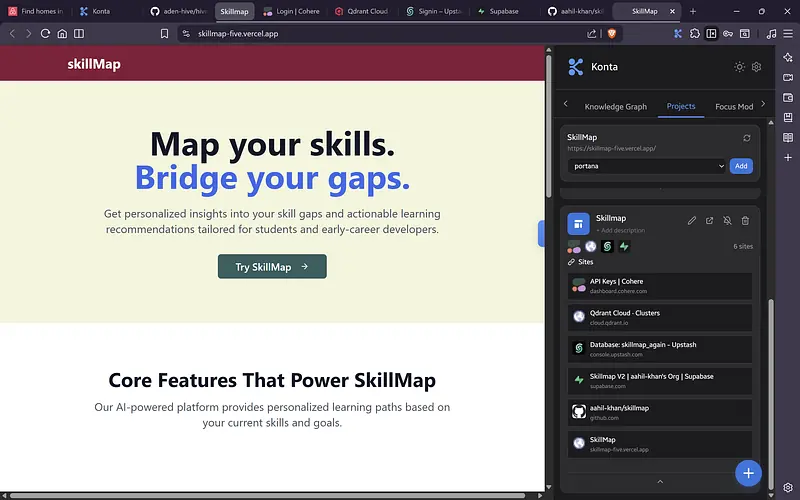 Find homes in
Konta
aden-hive/hive
Skillmap
Login | Cohere
Qdrant Cloud
Signin – Upsta
Supabase
aahil-khan/sk
SkillMap
skillmap-five.vercel.app
skillMap
Map your skills.
Bridge your gaps.
Get personalized insights into your skill gaps and actionable learning
recommendations tailored for students and early-career developers.
Try SkillMap →
Core Features That Power SkillMap
Our AI-powered platform provides personalized learning paths based on
your current skills and goals.
Konta
Knowledge Graph
Projects
Focus Mod
SkillMap
https://skillmap-five.vercel.app/
portana
Add
Skillmap
+ Add description
6 sites
Sites
API Keys | Cohere
dashboard.cohere.com
Qdrant Cloud - Clusters
cloud.qdrant.io
Database: skillmap_again – Upstash
console.upstash.com
Skillmap V2 | aahil-khan's Org | Supabase
supabase.com
aahil-khan/skillmap
github.com
SkillMap
skillmap-five.vercel.app